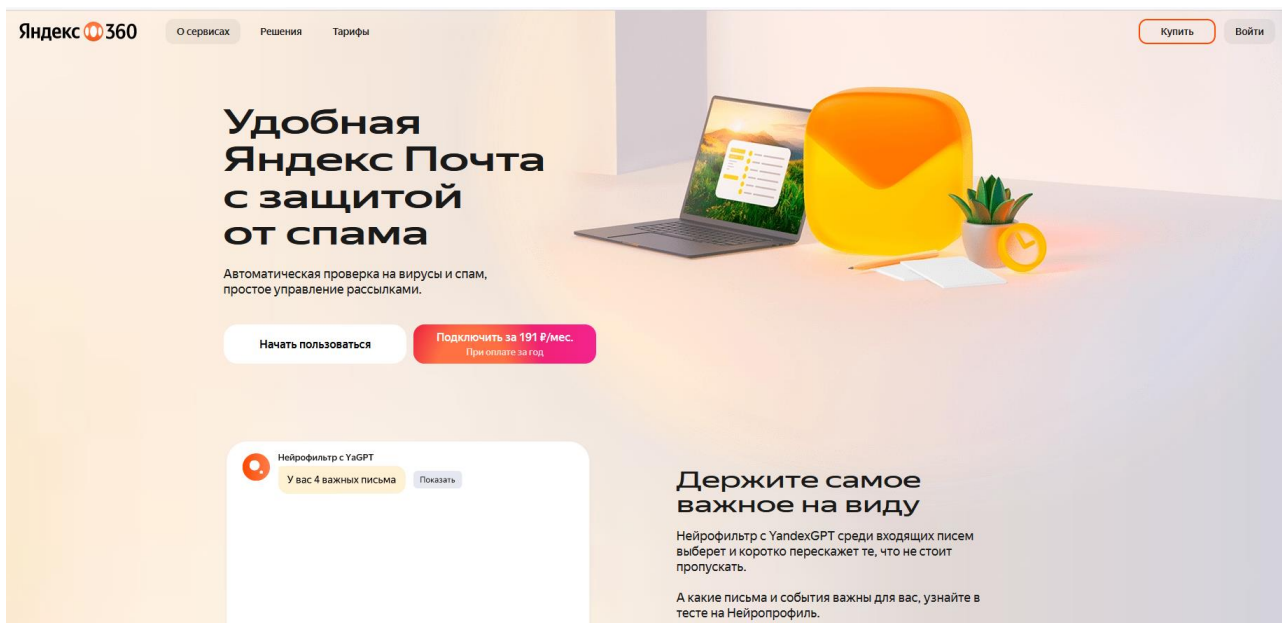 Яндекс 360
О сервисах
Решения
Тарифы
Купить
Войти
Удобная
Яндекс Почта
с защитой
от спама
Автоматическая проверка на вирусы и спам,
простое управление рассылками.
Начать пользоваться
Подключить за 191 ₽/мес.
При оплате за год
Нейрофильтр с YaGPT
У вас 4 важных письма
Показать
Держите самое
важное на виду
Нейрофильтр с YandexGPT среди входящих писем
выберет и коротко перескажет те, что не стоит
пропускать.
А какие письма и события важны для вас, узнайте в
тесте на Нейропрофиль.